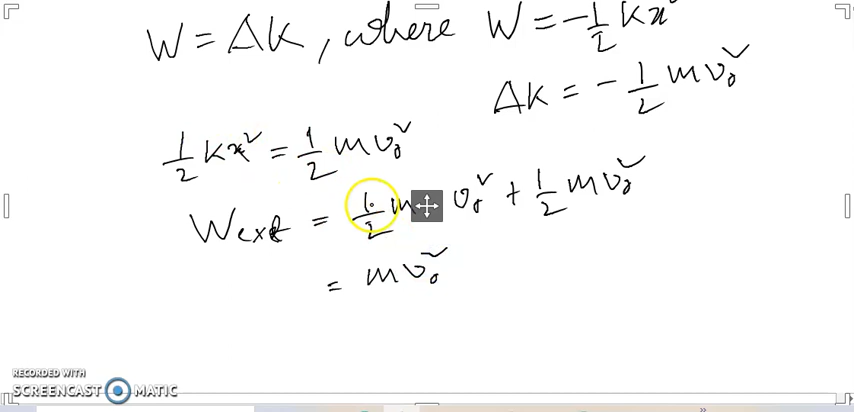 W = ΔK, where W = -1/2 Kx²
ΔK = -1/2 mv₀²
1/2 Kx² = 1/2 mv₀²
Wext = 1/2 m v₀² + 1/2 mv₀²
= mv₀²
RECORDED WITH
SCREENCAST MATIC